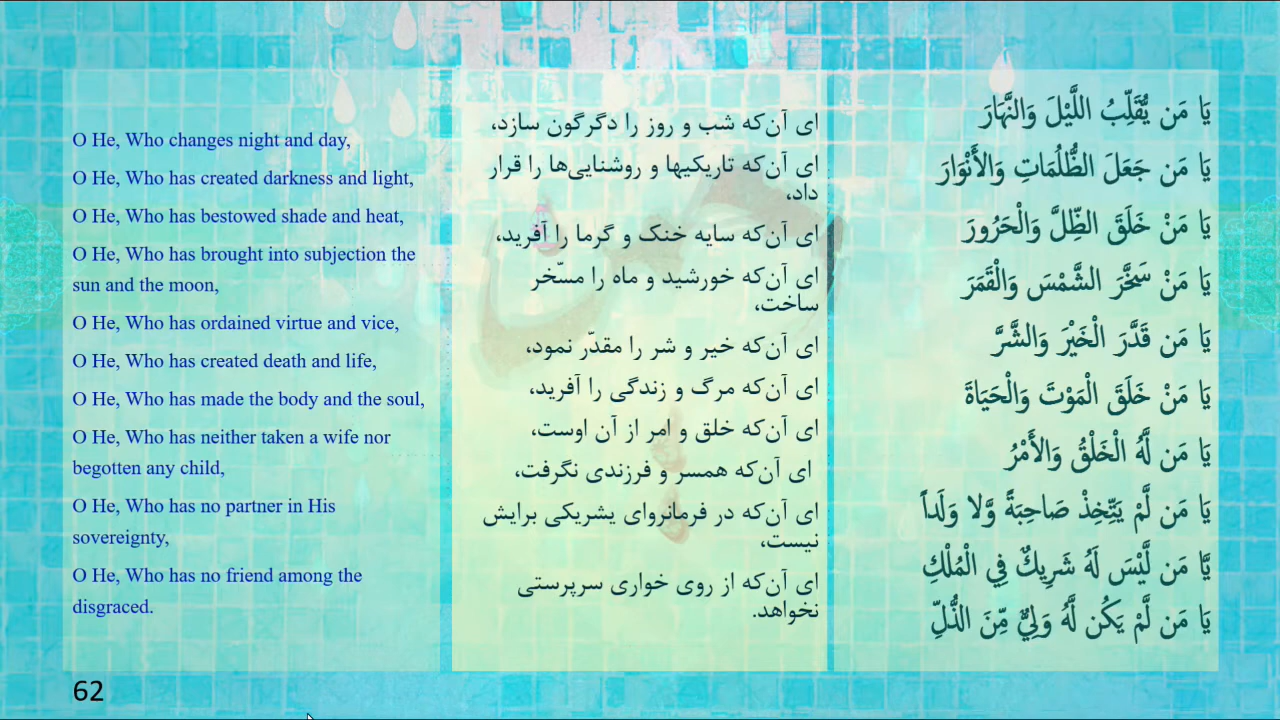 O He, Who changes night and day,
O He, Who has created darkness and light,
O He, Who has bestowed shade and heat,
O He, Who has brought into subjection the
sun and the moon,
O He, Who has ordained virtue and vice,
O He, Who has created death and life,
O He, Who has made the body and the soul,
O He, Who has neither taken a wife nor
begotten any child,
O He, Who has no partner in His
sovereignty,
O He, Who has no friend among the
disgraced.
ای آن‌که شب و روز را دگرگون سازد،
ای آن‌که تاریکیها و روشنایی‌ها را قرار
داد،
ای آن‌که سایه خنک و گرما را آفرید،
ای آن‌که خورشید و ماه را مسّخر
ساخت،
ای آن‌که خیر و شر را مقدّر نمود،
ای آن‌که مرگ و زندگی را آفرید،
ای آن‌که خلق و امر از آن اوست،
ای آن‌که همسر و فرزندی نگرفت،
ای آن‌که در فرمانروای یشریکی برایش
نیست،
ای آن‌که از روی خواری سرپرستی
نخواهد.
يَا مَن يُّقَلِّبُ اللَّيْلَ وَالنَّهَارَ
يَا مَن جَعَلَ الظُّلُمَاتِ وَالأَنْوَارَ
يَا مَنْ خَلَقَ الظِّلَّ وَالْحَرُورَ
يَا مَنْ سَخَّرَ الشَّمْسَ وَالْقَمَرَ
يَا مَن قَدَّرَ الْخَيْرَ وَالشَّرَّ
يَا مَنْ خَلَقَ الْمَوْتَ وَالْحَيَاةَ
يَا مَن لَّهُ الْخَلْقُ وَالأَمْرُ
يَا مَن لَّمْ يَتَّخِذْ صَاحِبَةً وَّلا وَلَداً
يَّا مَن لَّيْسَ لَهُ شَرِيكٌ فِي الْمُلْكِ
يَا مَن لَّمْ يَكُن لَّهُ وَلِيٌّ مِّنَ الذُّلِّ
62